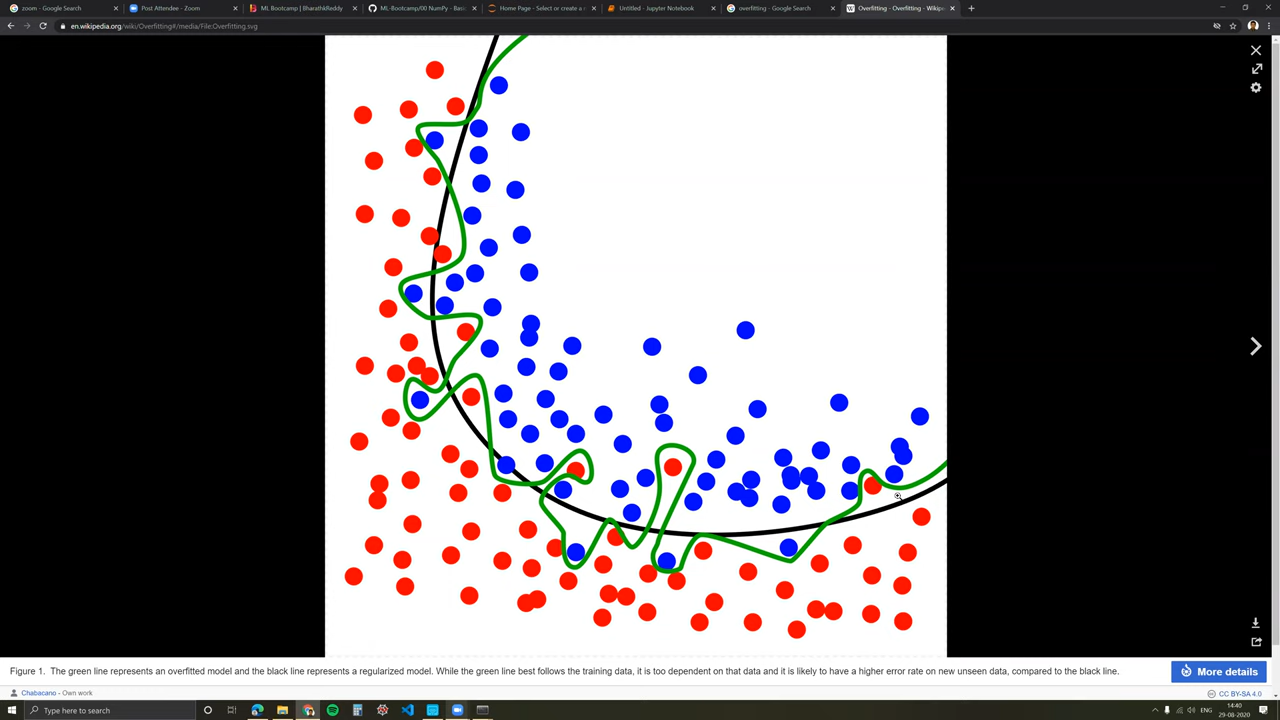 zoom - Google Search
Post Attendee - Zoom
ML Bootcamp | BharathkReddy
ML-Bootcamp/00 NumPy - Basi
Home Page - Select or create a n
Untitled - Jupyter Notebook
overfitting - Google Search
Overfitting - Overfitting - Wikipe
en.wikipedia.org/wiki/Overfitting#/media/File:Overfitting.svg
Figure 1. The green line represents an overfitted model and the black line represents a regularized model. While the green line best follows the training data, it is too dependent on that data and it is likely to have a higher error rate on new unseen data, compared to the black line.
More details
Chabacano - Own work
CC BY-SA 4.0
Type here to search
ENG
14:40
29-08-2020